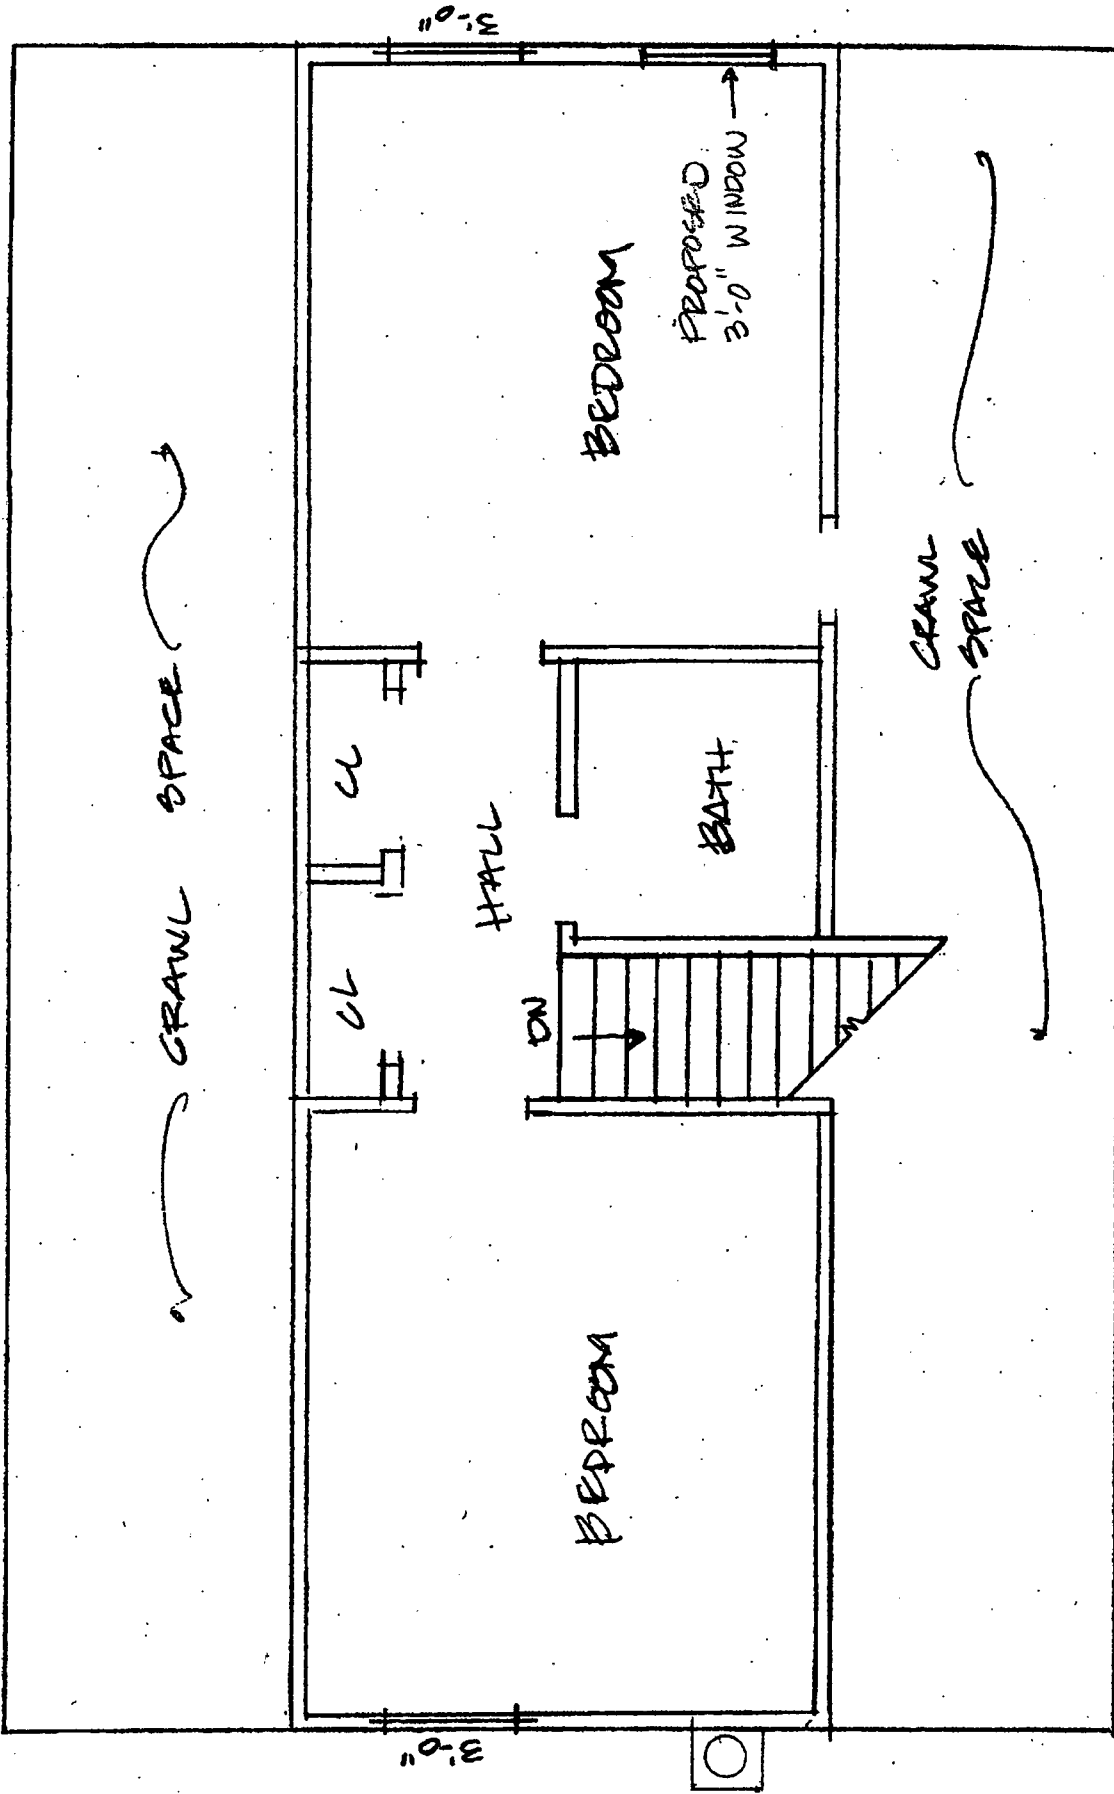 CRAWL SPACE
CL
CL
HALL
DN
BATH
BEDROOM
BEDROOM
PROPOSED
3'-0" WINDOW
3'-0"
3'-0"
CRAWL
SPACE